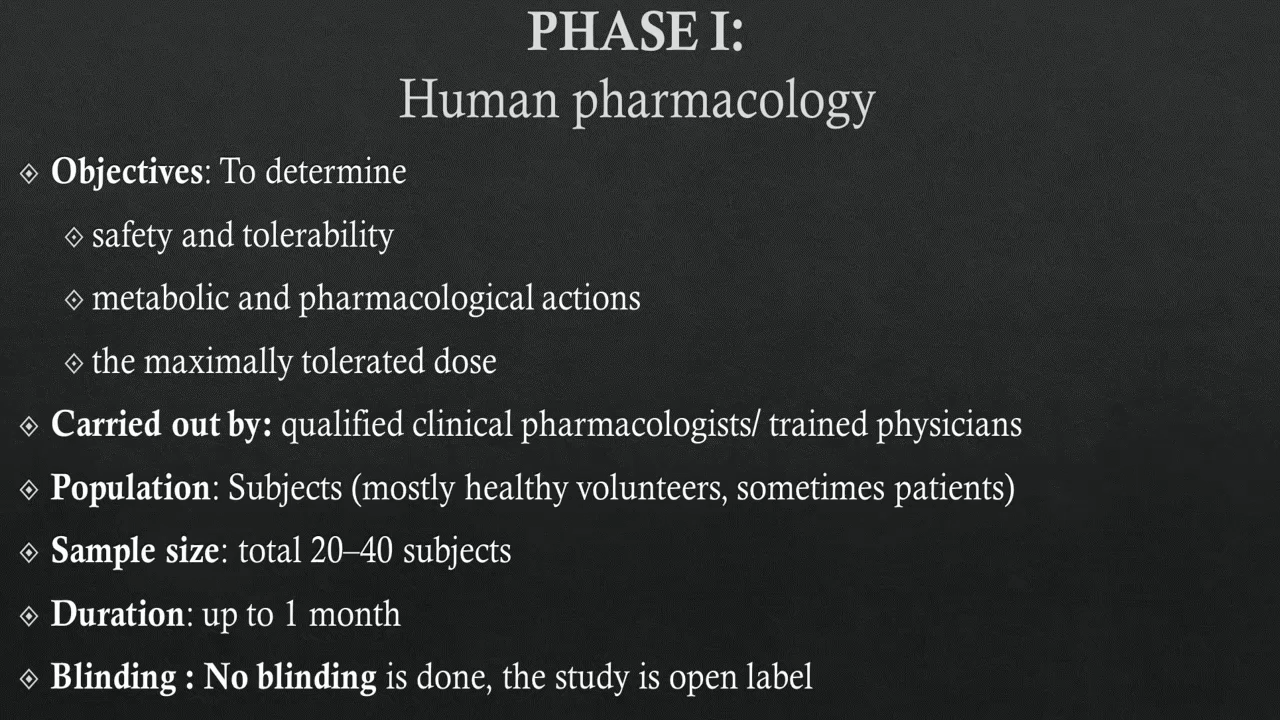 PHASE I:
Human pharmacology
Objectives: To determine
safety and tolerability
metabolic and pharmacological actions
the maximally tolerated dose
Carried out by: qualified clinical pharmacologists/ trained physicians
Population: Subjects (mostly healthy volunteers, sometimes patients)
Sample size: total 20–40 subjects
Duration: up to 1 month
Blinding : No blinding is done, the study is open label